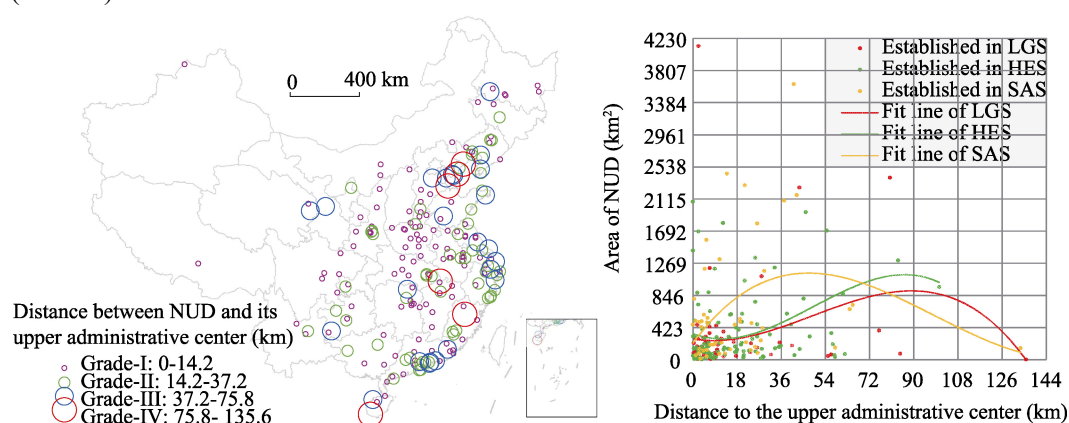 0 400 km
Distance between NUD and its
upper administrative center (km)
Grade-I: 0-14.2
Grade-II: 14.2-37.2
Grade-III: 37.2-75.8
Grade-IV: 75.8- 135.6
Area of NUD (km²)
4230
3807
3384
2961
2538
2115
1692
1269
846
423
0
Established in LGS
Established in HES
Established in SAS
Fit line of LGS
Fit line of HES
Fit line of SAS
0 18 36 54 72 90 108 126 144
Distance to the upper administrative center (km)